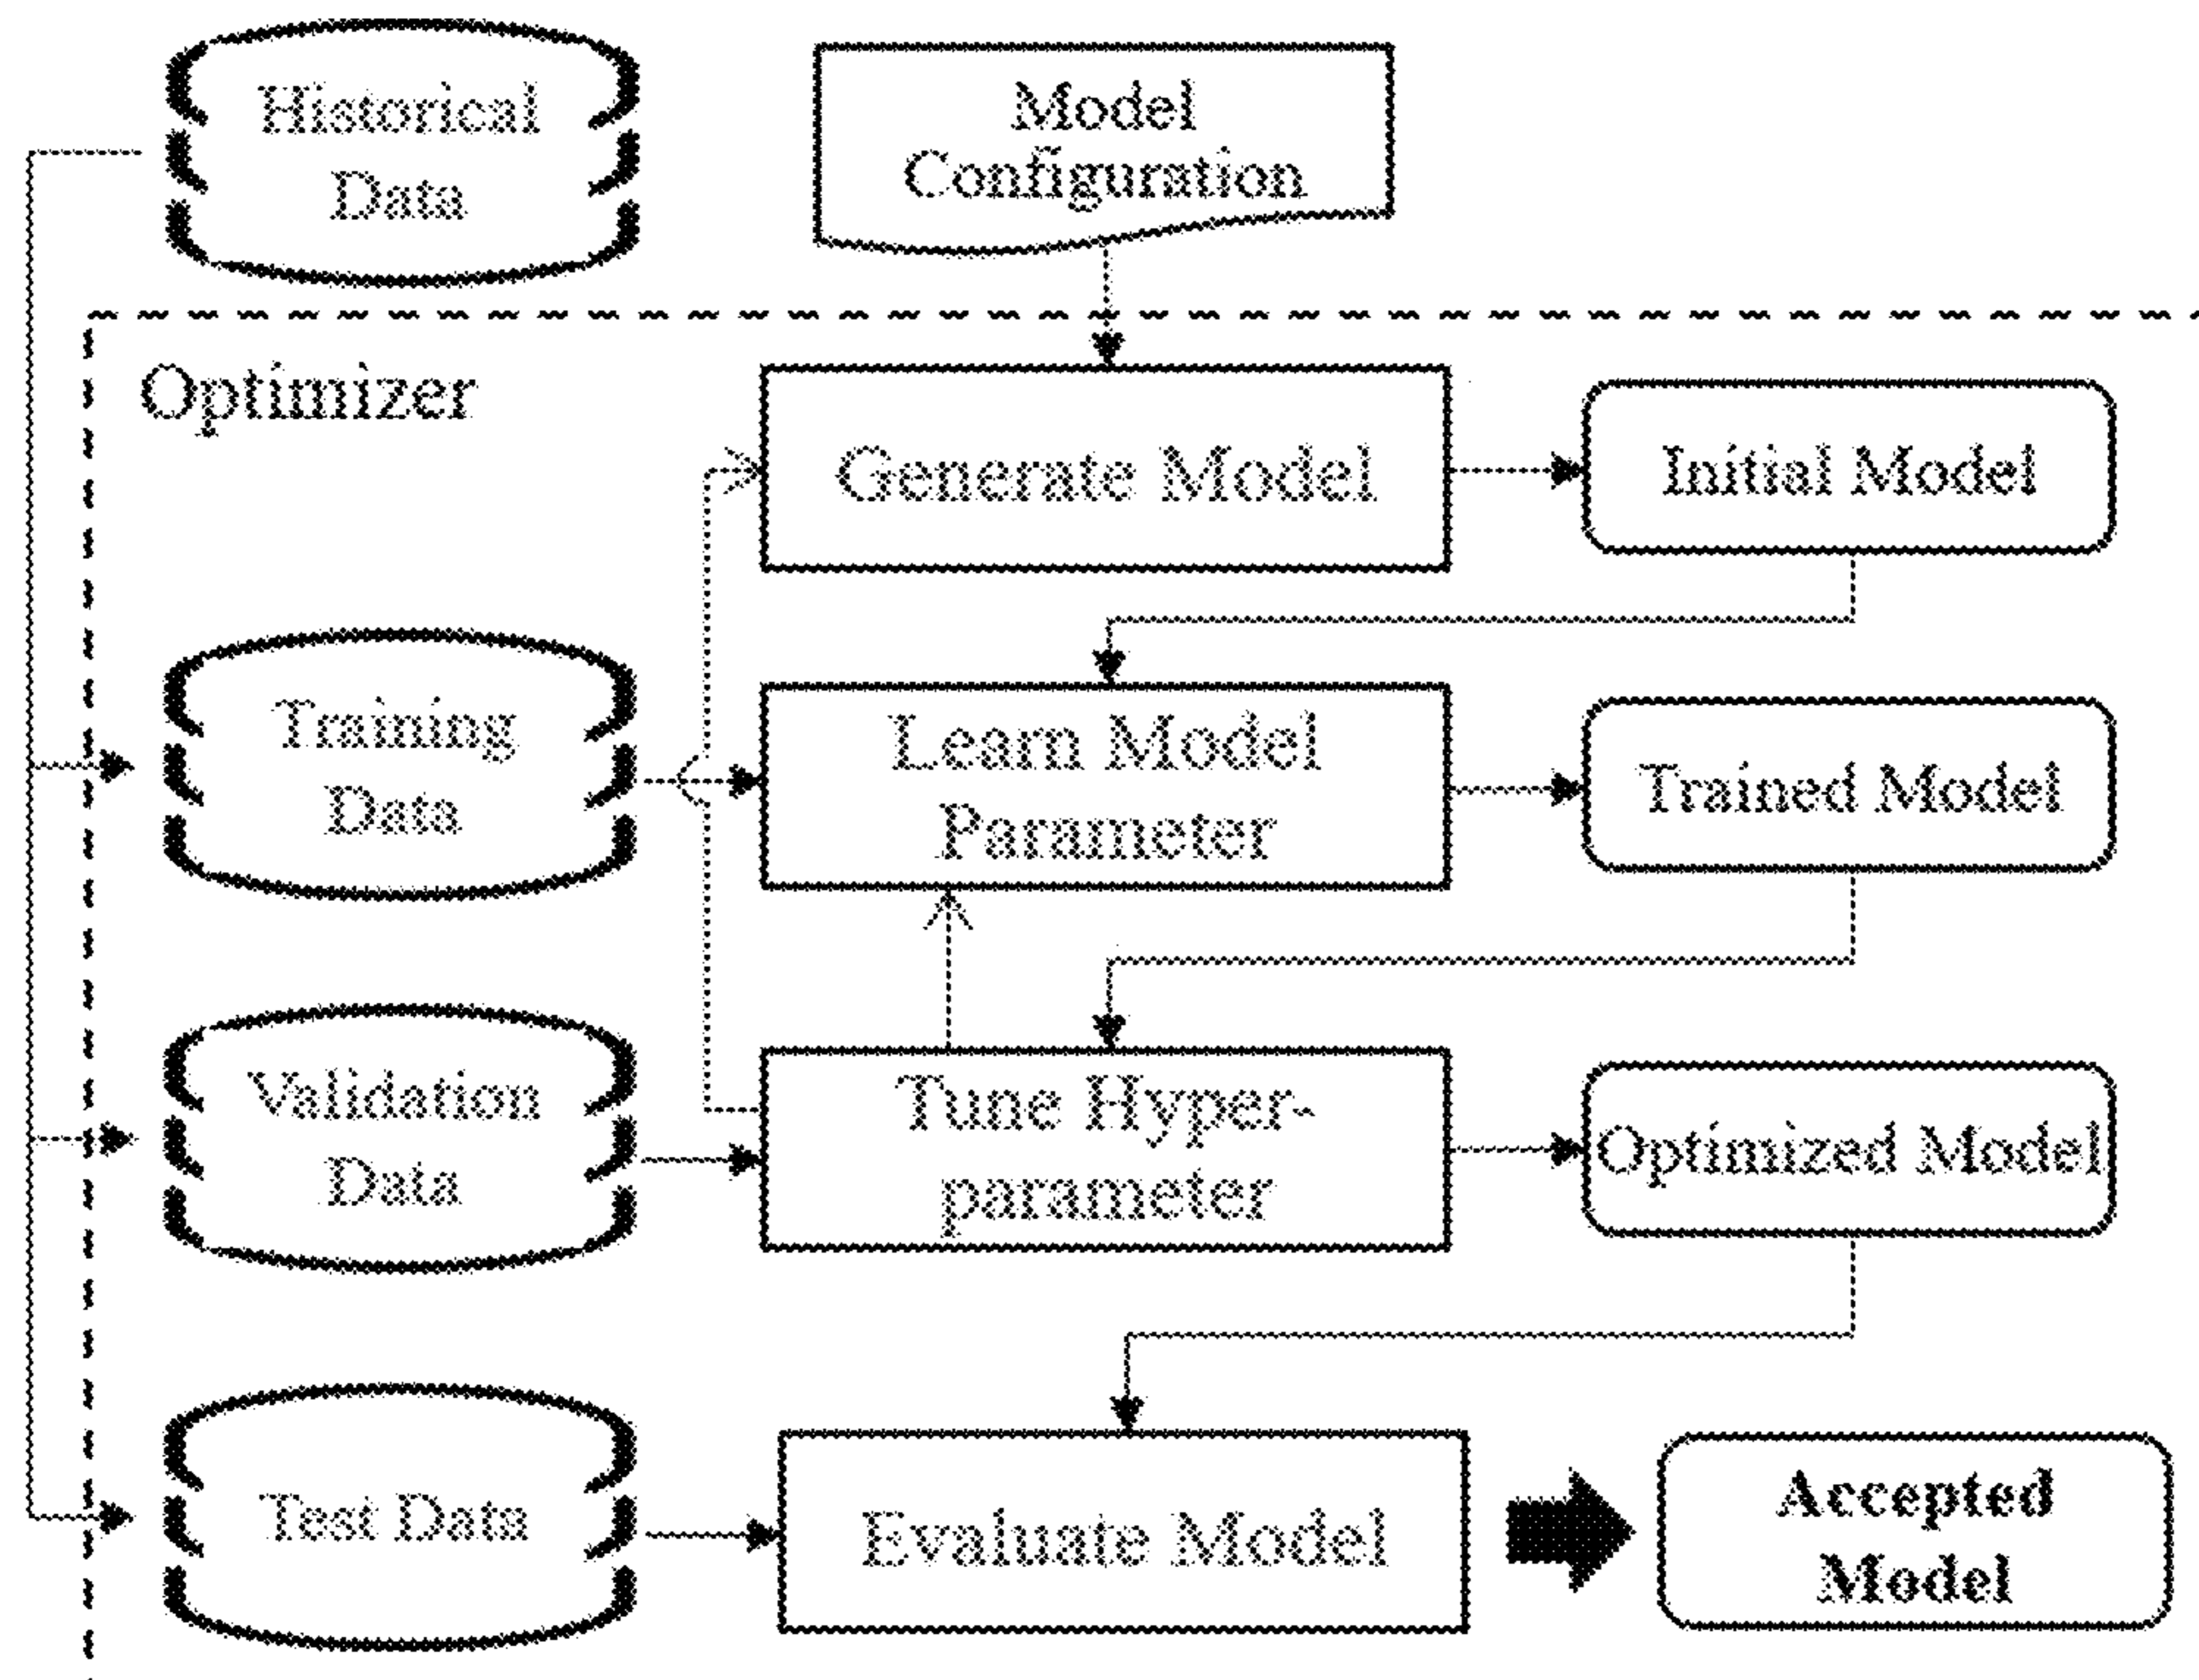 Historical
Data
Model
Configuration
Optimizer
Generate Model
Initial Model
Training
Data
Learn Model
Parameter
Trained Model
Validation
Data
Tune Hyper-
parameter
Optimized Model
Test Data
Evaluate Model
Accepted
Model